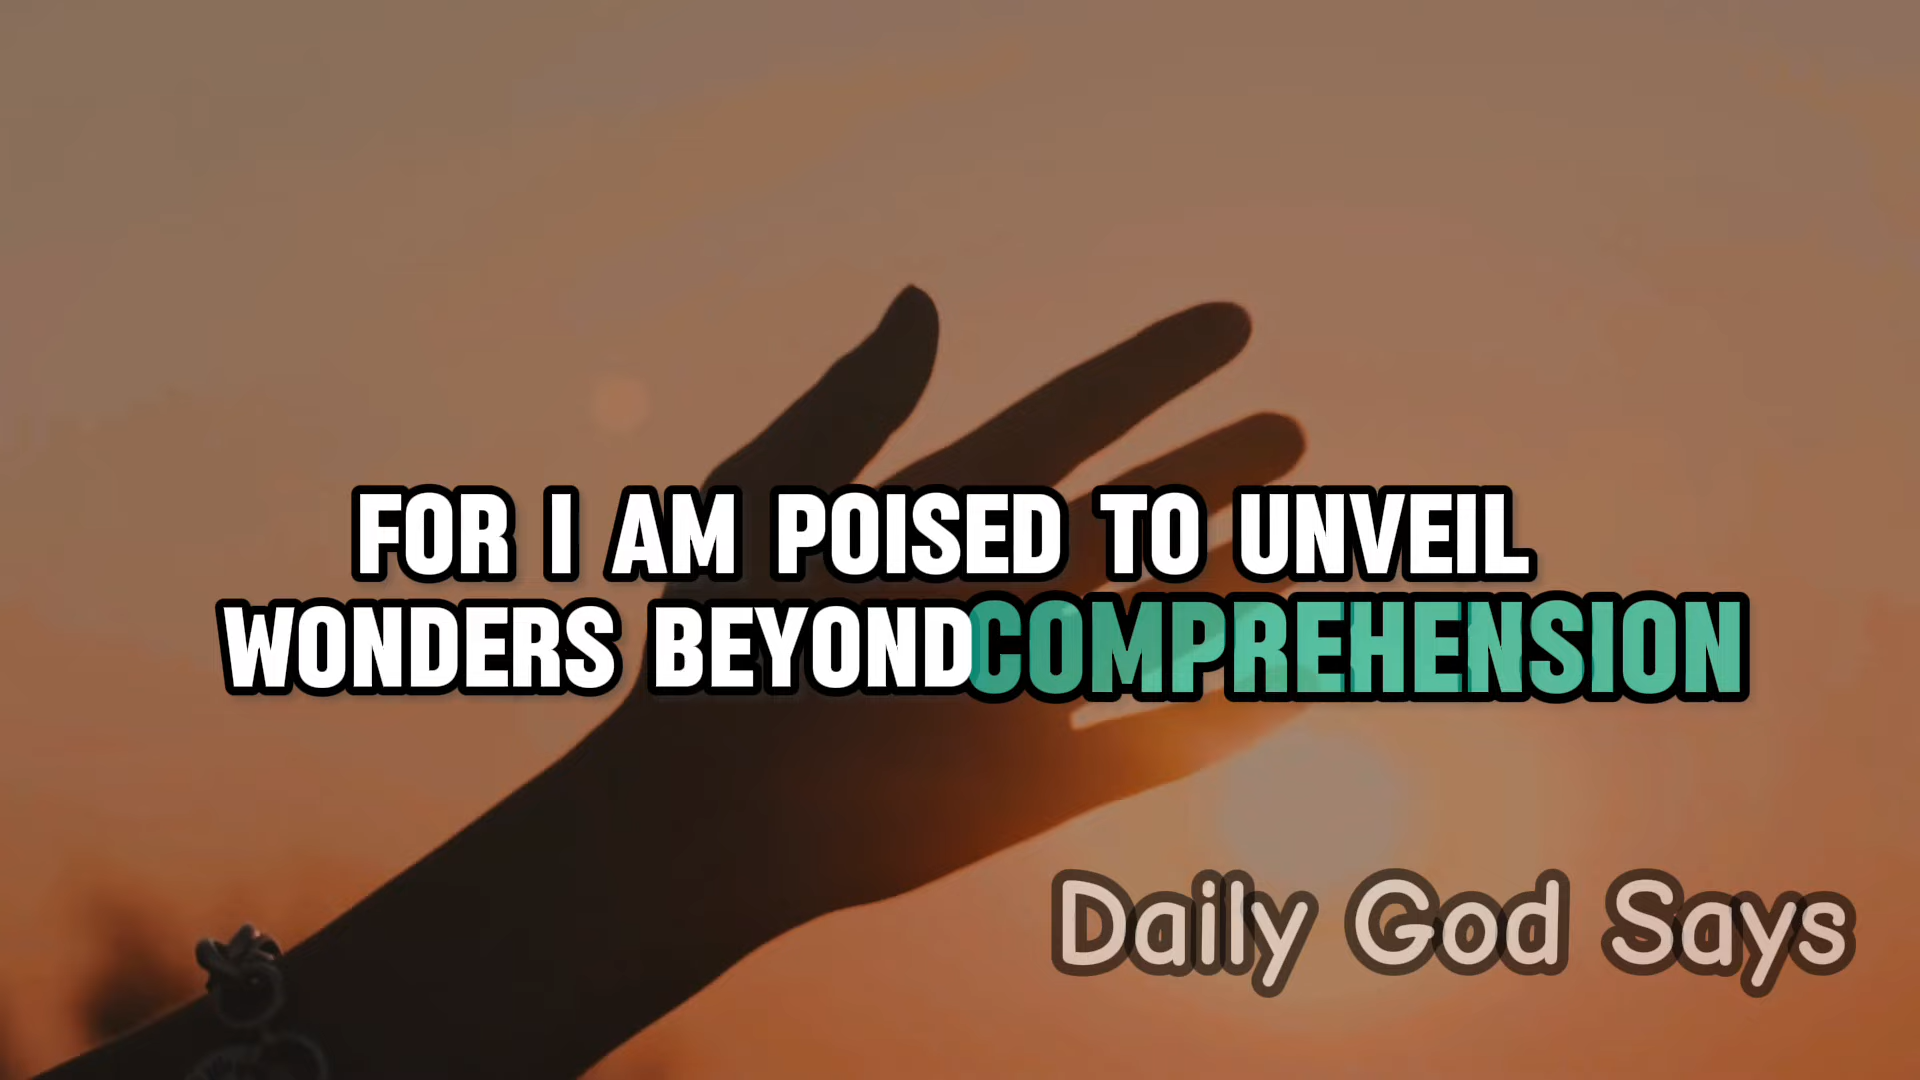 FOR I AM POISED TO UNVEIL
WONDERS BEYOND COMPREHENSION
Daily God Says